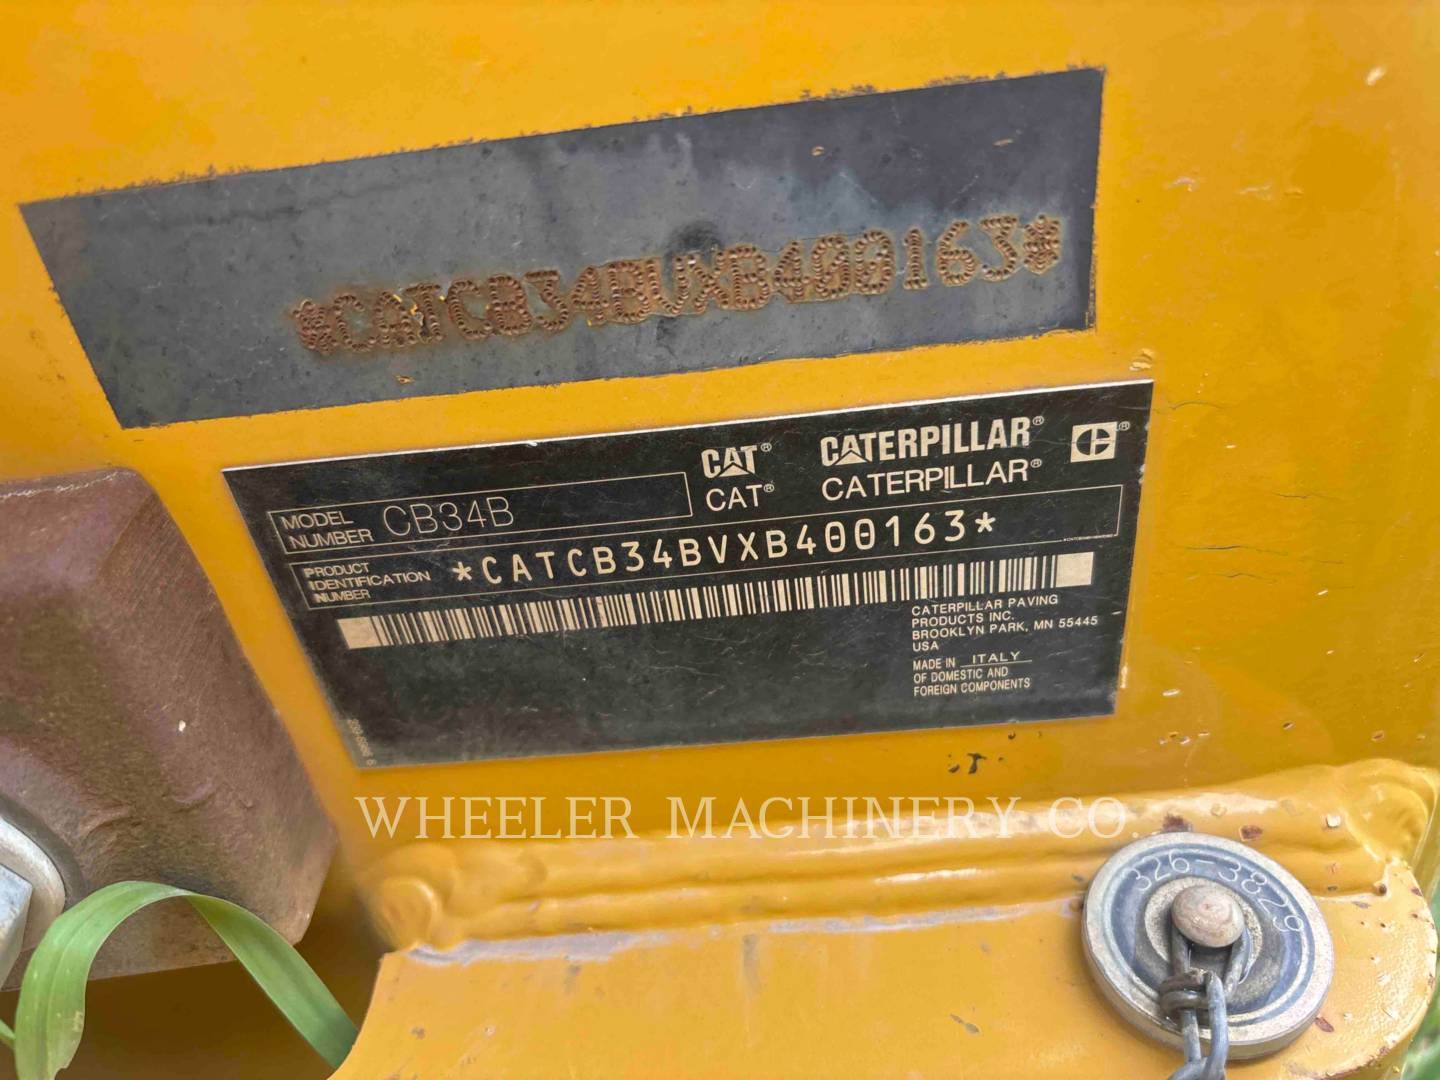 *CATCB34BVXB400163*
CAT® CATERPILLAR® ®
CAT® CATERPILLAR®
MODEL NUMBER CB34B
PRODUCT IDENTIFICATION NUMBER *CATCB34BVXB400163*
CATERPILLAR PAVING
PRODUCTS INC.
BROOKLYN PARK, MN 55445
USA
MADE IN ITALY
OF DOMESTIC AND
FOREIGN COMPONENTS
WHEELER MACHINERY CO.
326-3829